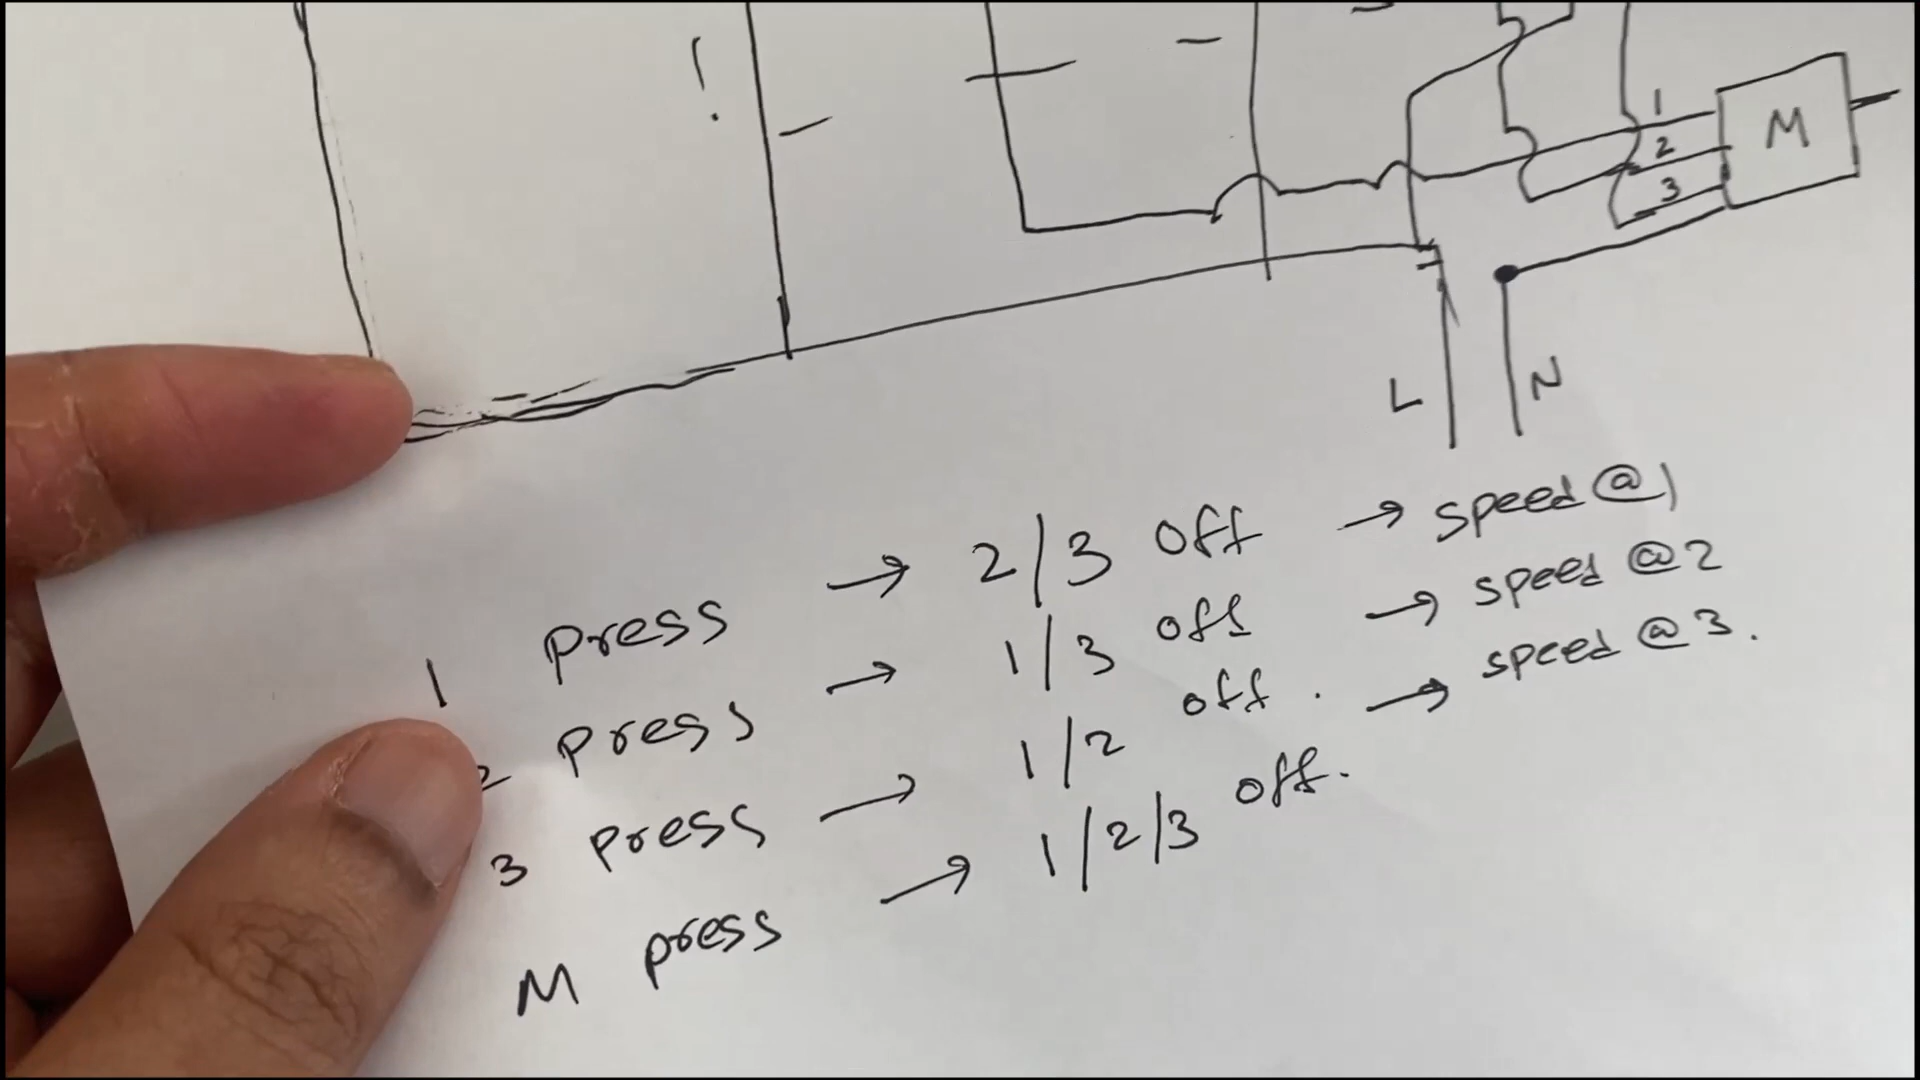 !
1
2
3
M
L
N
1 press → 2/3 off → speed @1
2 press → 1/3 off → speed @2
3 press → 1/2 off. → speed @3.
M press → 1/2/3 off.